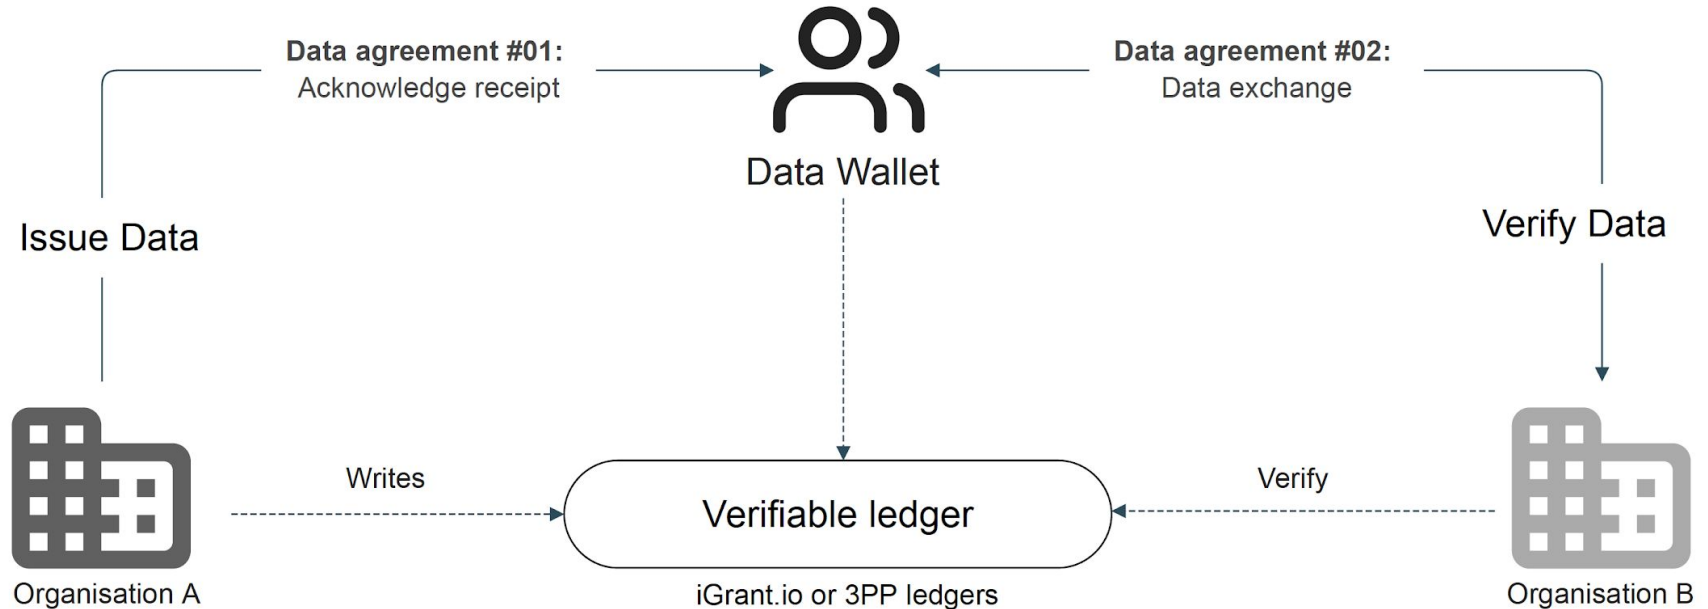 Data agreement #01:
Acknowledge receipt
Data agreement #02:
Data exchange
Data Wallet
Issue Data
Verify Data
Writes
Verify
Verifiable ledger
Organisation A
iGrant.io or 3PP ledgers
Organisation B